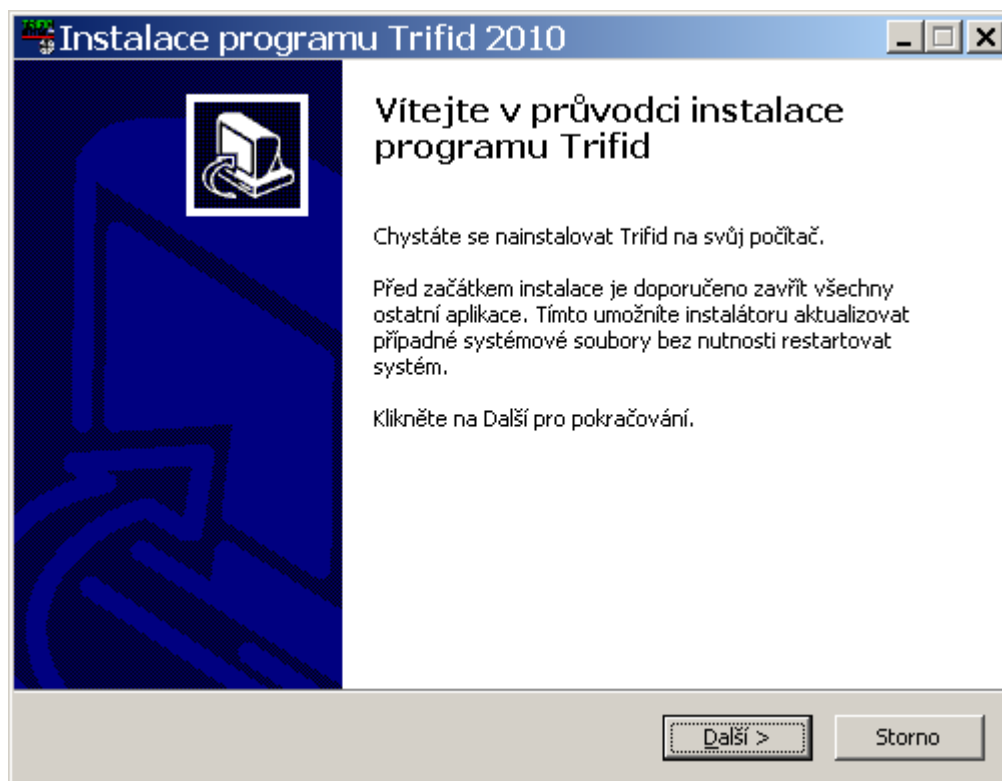 Instalace programu Trifid 2010
Vítejte v průvodci instalace
programu Trifid
Chystáte se nainstalovat Trifid na svůj počítač.
Před začátkem instalace je doporučeno zavřít všechny
ostatní aplikace. Tímto umožníte instalátoru aktualizovat
případné systémové soubory bez nutnosti restartovat
systém.
Klikněte na Další pro pokračování.
Další >
Storno